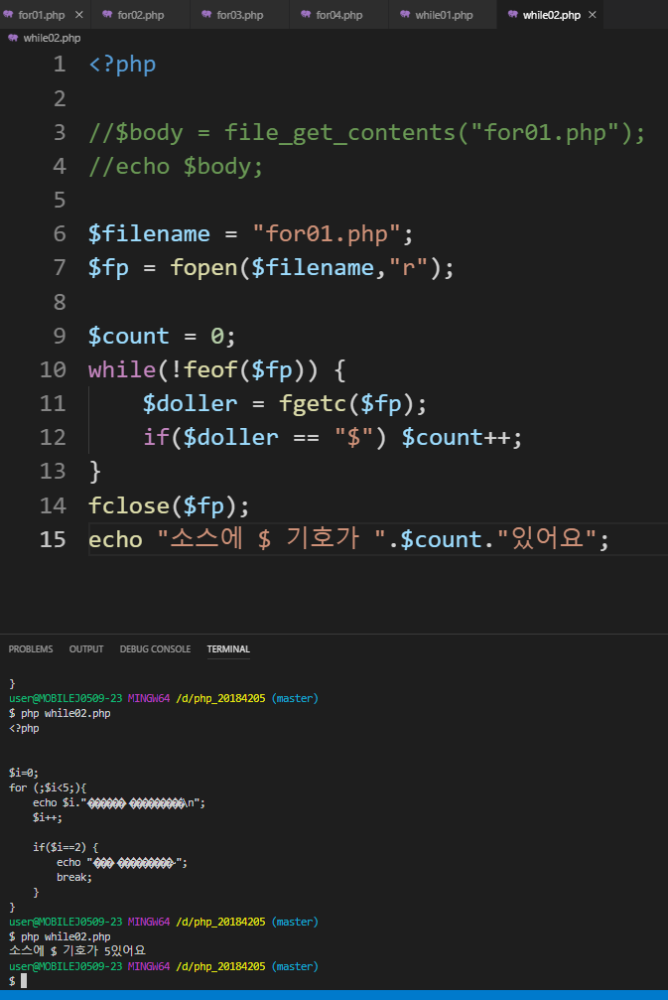 for01.php for02.php for03.php for04.php while01.php while02.php
while02.php
1 <?php
2
3 //$body = file_get_contents("for01.php");
4 //echo $body;
5
6 $filename = "for01.php";
7 $fp = fopen($filename,"r");
8
9 $count = 0;
10 while(!feof($fp)) {
11 $doller = fgetc($fp);
12 if($doller == "$") $count++;
13 }
14 fclose($fp);
15 echo "소스에 $ 기호가 ".$count."있어요";
PROBLEMS OUTPUT DEBUG CONSOLE TERMINAL
}
user@MOBILEJ0509-23 MINGW64 /d/php_20184205 (master)
$ php while02.php
<?php
$i=0;
for (;$i<5;){
echo $i."������ ���������\n";
$i++;
if($i==2) {
echo "��� ���������";
break;
}
}
user@MOBILEJ0509-23 MINGW64 /d/php_20184205 (master)
$ php while02.php
소스에 $ 기호가 5있어요
user@MOBILEJ0509-23 MINGW64 /d/php_20184205 (master)
$